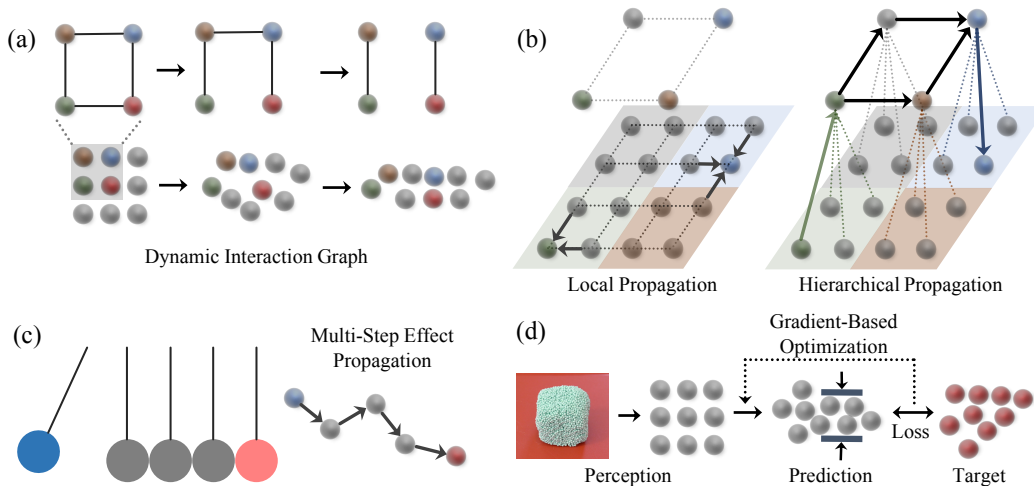 (a)
Dynamic Interaction Graph
(b)
Local Propagation
Hierarchical Propagation
(c)
Multi-Step Effect
Propagation
(d)
Gradient-Based
Optimization
Loss
Perception
Prediction
Target